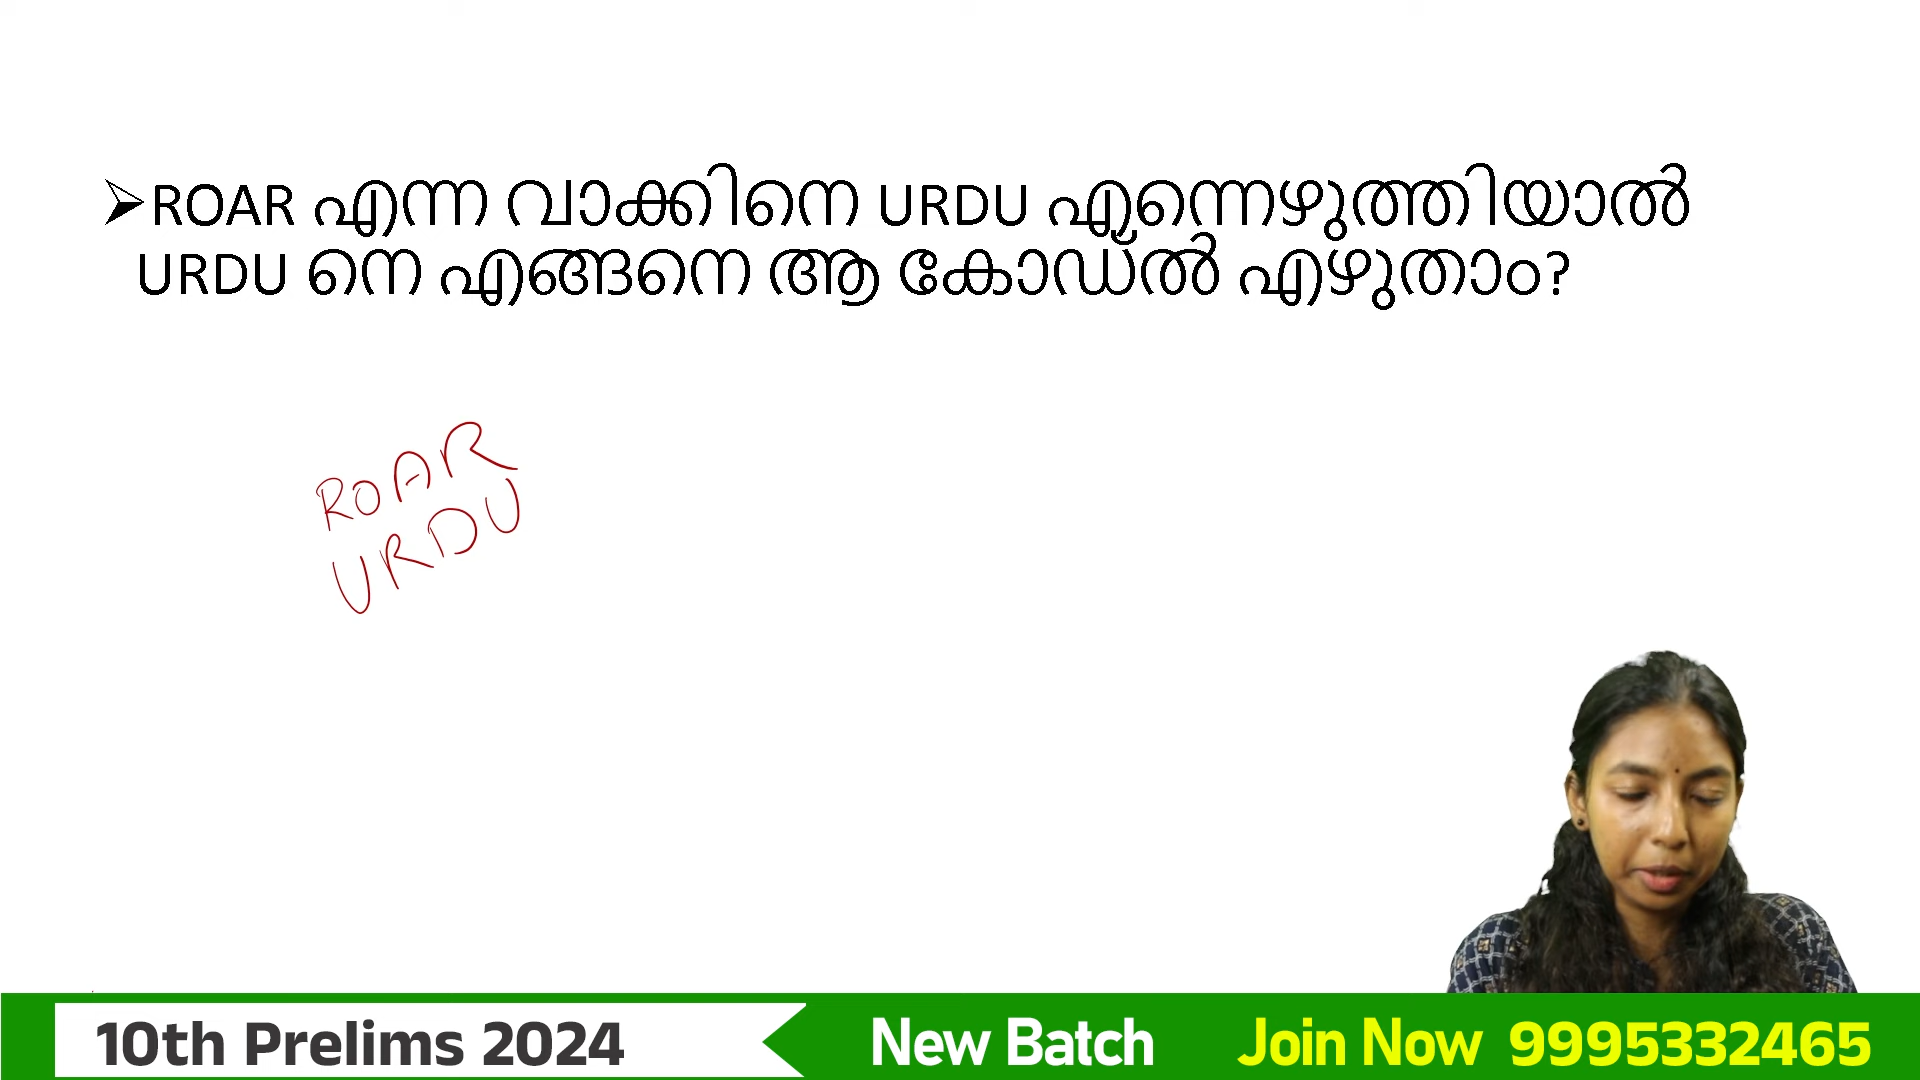 ➢ROAR എന്ന വാക്കിനെ URDU എന്നെഴുത്തിയാൽ
URDU നെ എങ്ങനെ ആ കോഡ്ൽ എഴുതാം?
ROAR
URDU
10th Prelims 2024
New Batch
Join Now 9995332465